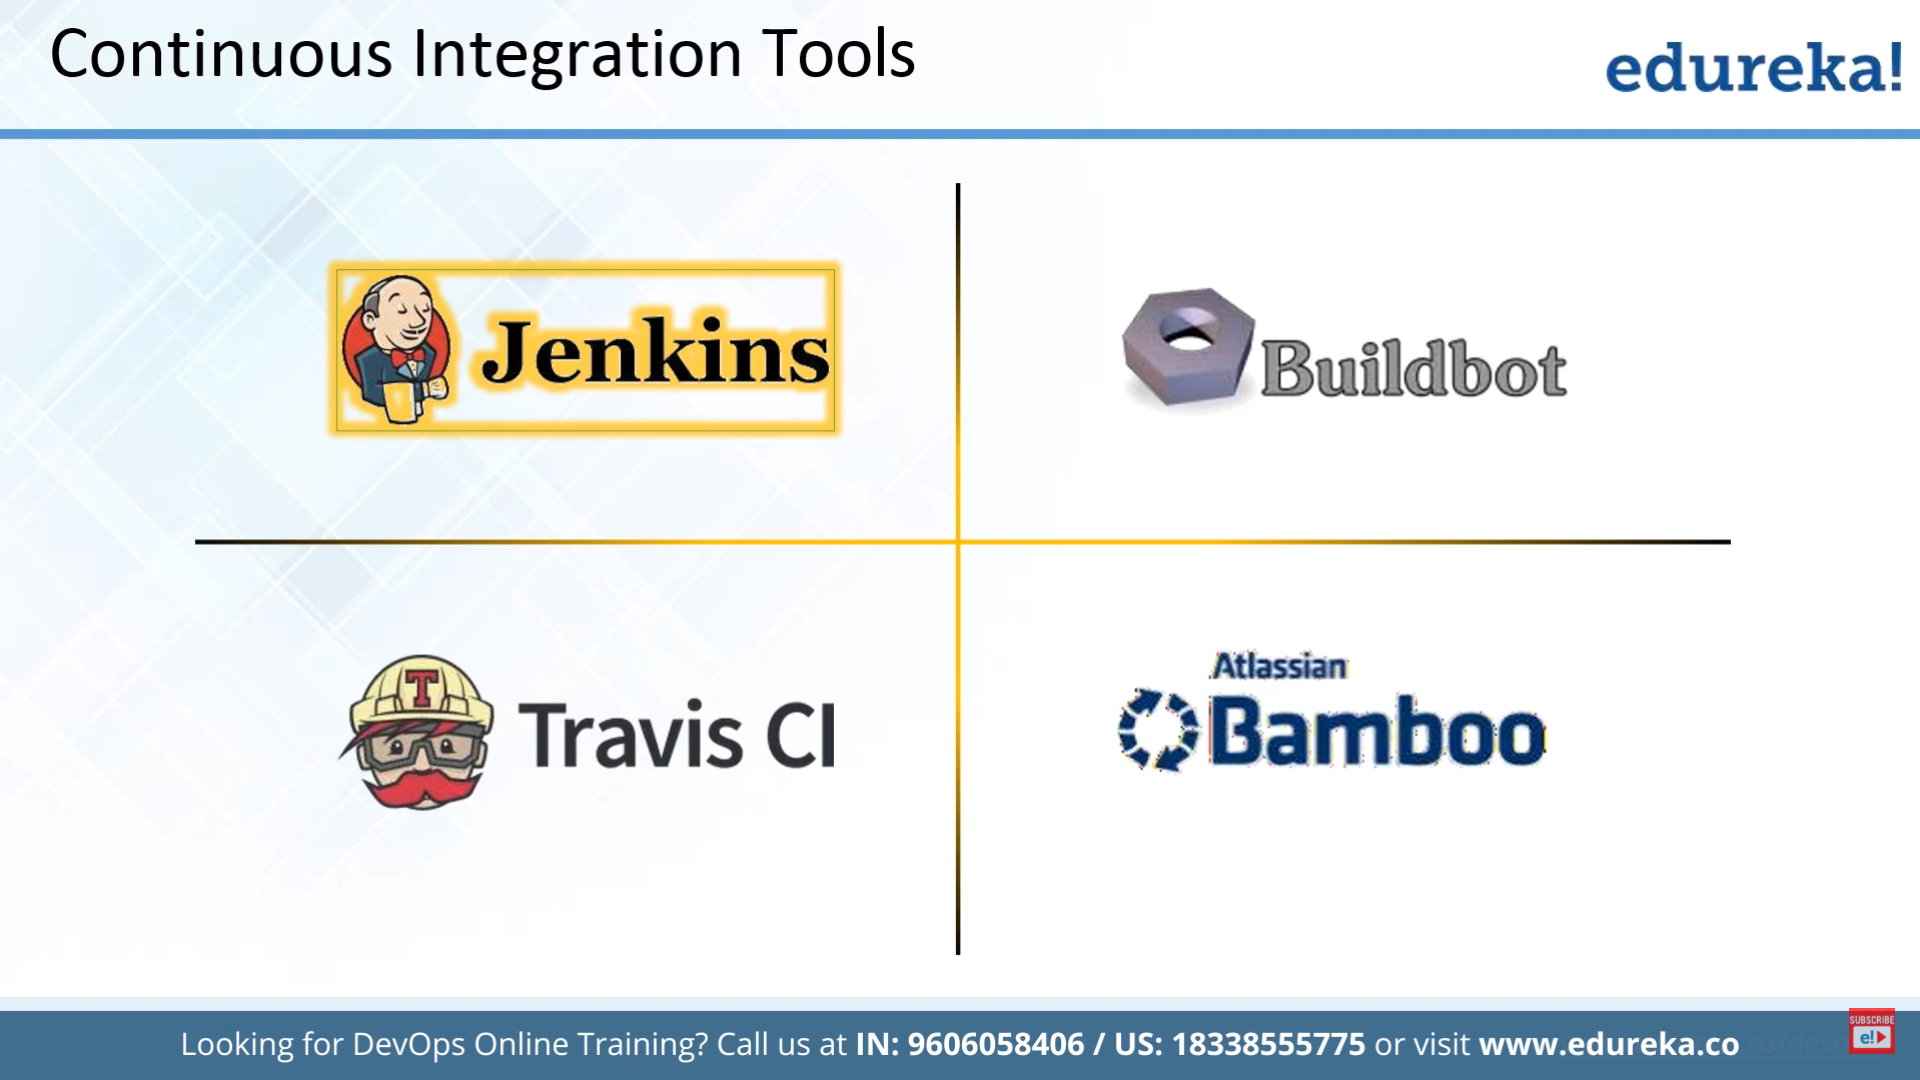 Continuous Integration Tools
edureka!
Jenkins
Buildbot
T
Travis CI
Atlassian
Bamboo
Looking for DevOps Online Training? Call us at IN: 9606058406 / US: 18338555775 or visit www.edureka.co
SUBSCRIBE
e!